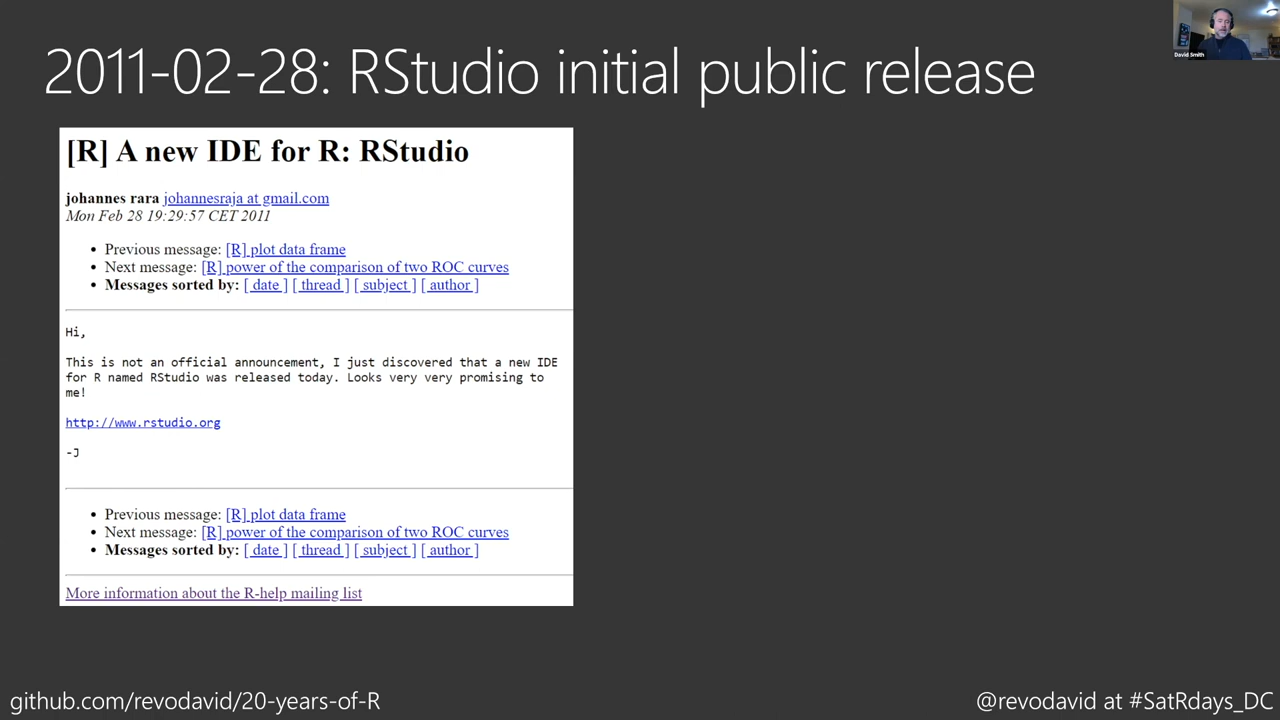 2011-02-28: RStudio initial public release
David Smith
[R] A new IDE for R: RStudio
johannes rara johannesraja at gmail.com
Mon Feb 28 19:29:57 CET 2011
• Previous message: [R] plot data frame
• Next message: [R] power of the comparison of two ROC curves
• Messages sorted by: [ date ] [ thread ] [ subject ] [ author ]
Hi,
This is not an official announcement, I just discovered that a new IDE
for R named RStudio was released today. Looks very very promising to
me!
http://www.rstudio.org
-J
• Previous message: [R] plot data frame
• Next message: [R] power of the comparison of two ROC curves
• Messages sorted by: [ date ] [ thread ] [ subject ] [ author ]
More information about the R-help mailing list
github.com/revodavid/20-years-of-R
@revodavid at #SatRdays_DC